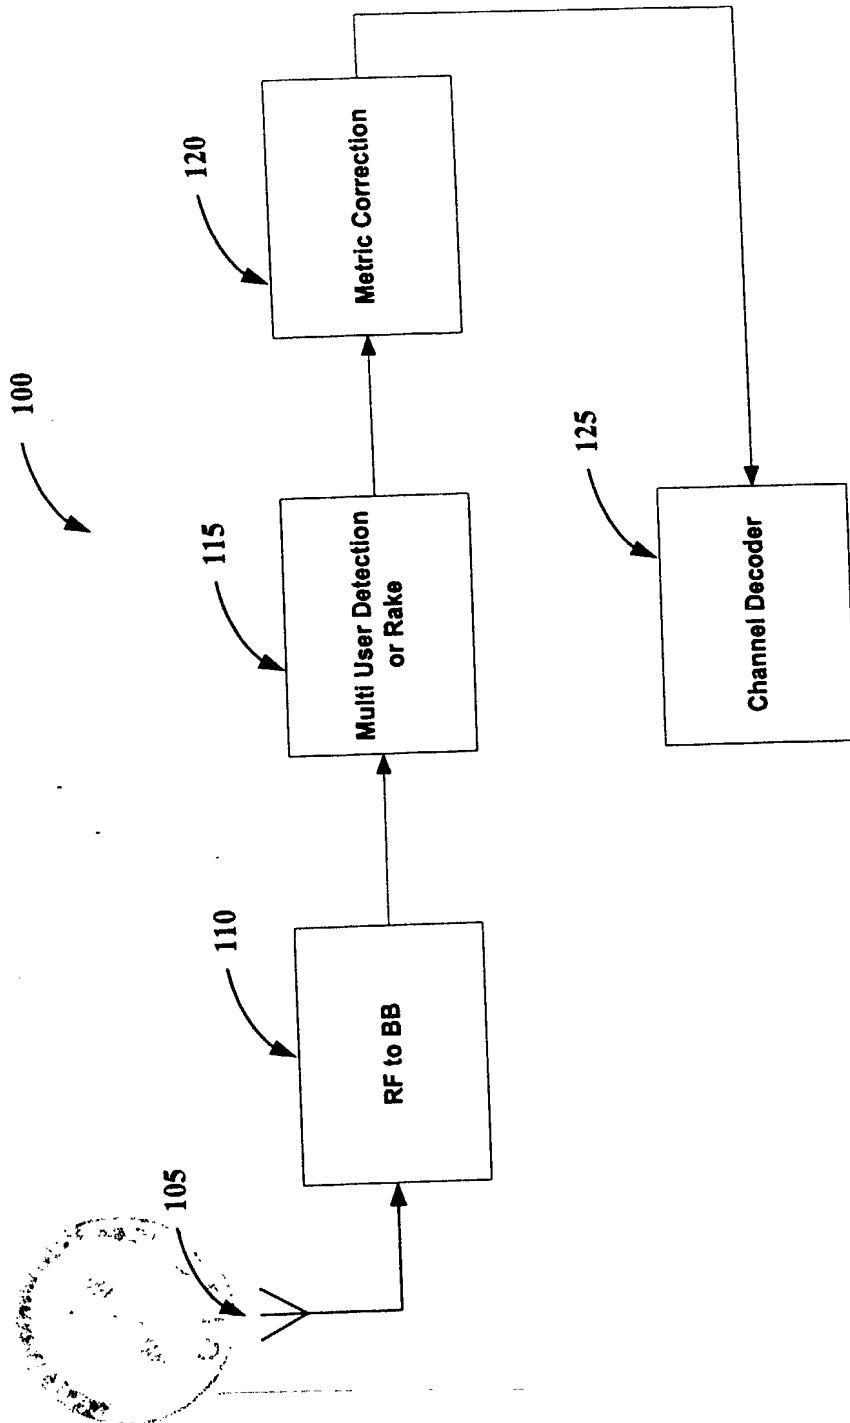 100
105
110
RF to BB
115
Multi User Detection
or Rake
120
Metric Correction
125
Channel Decoder